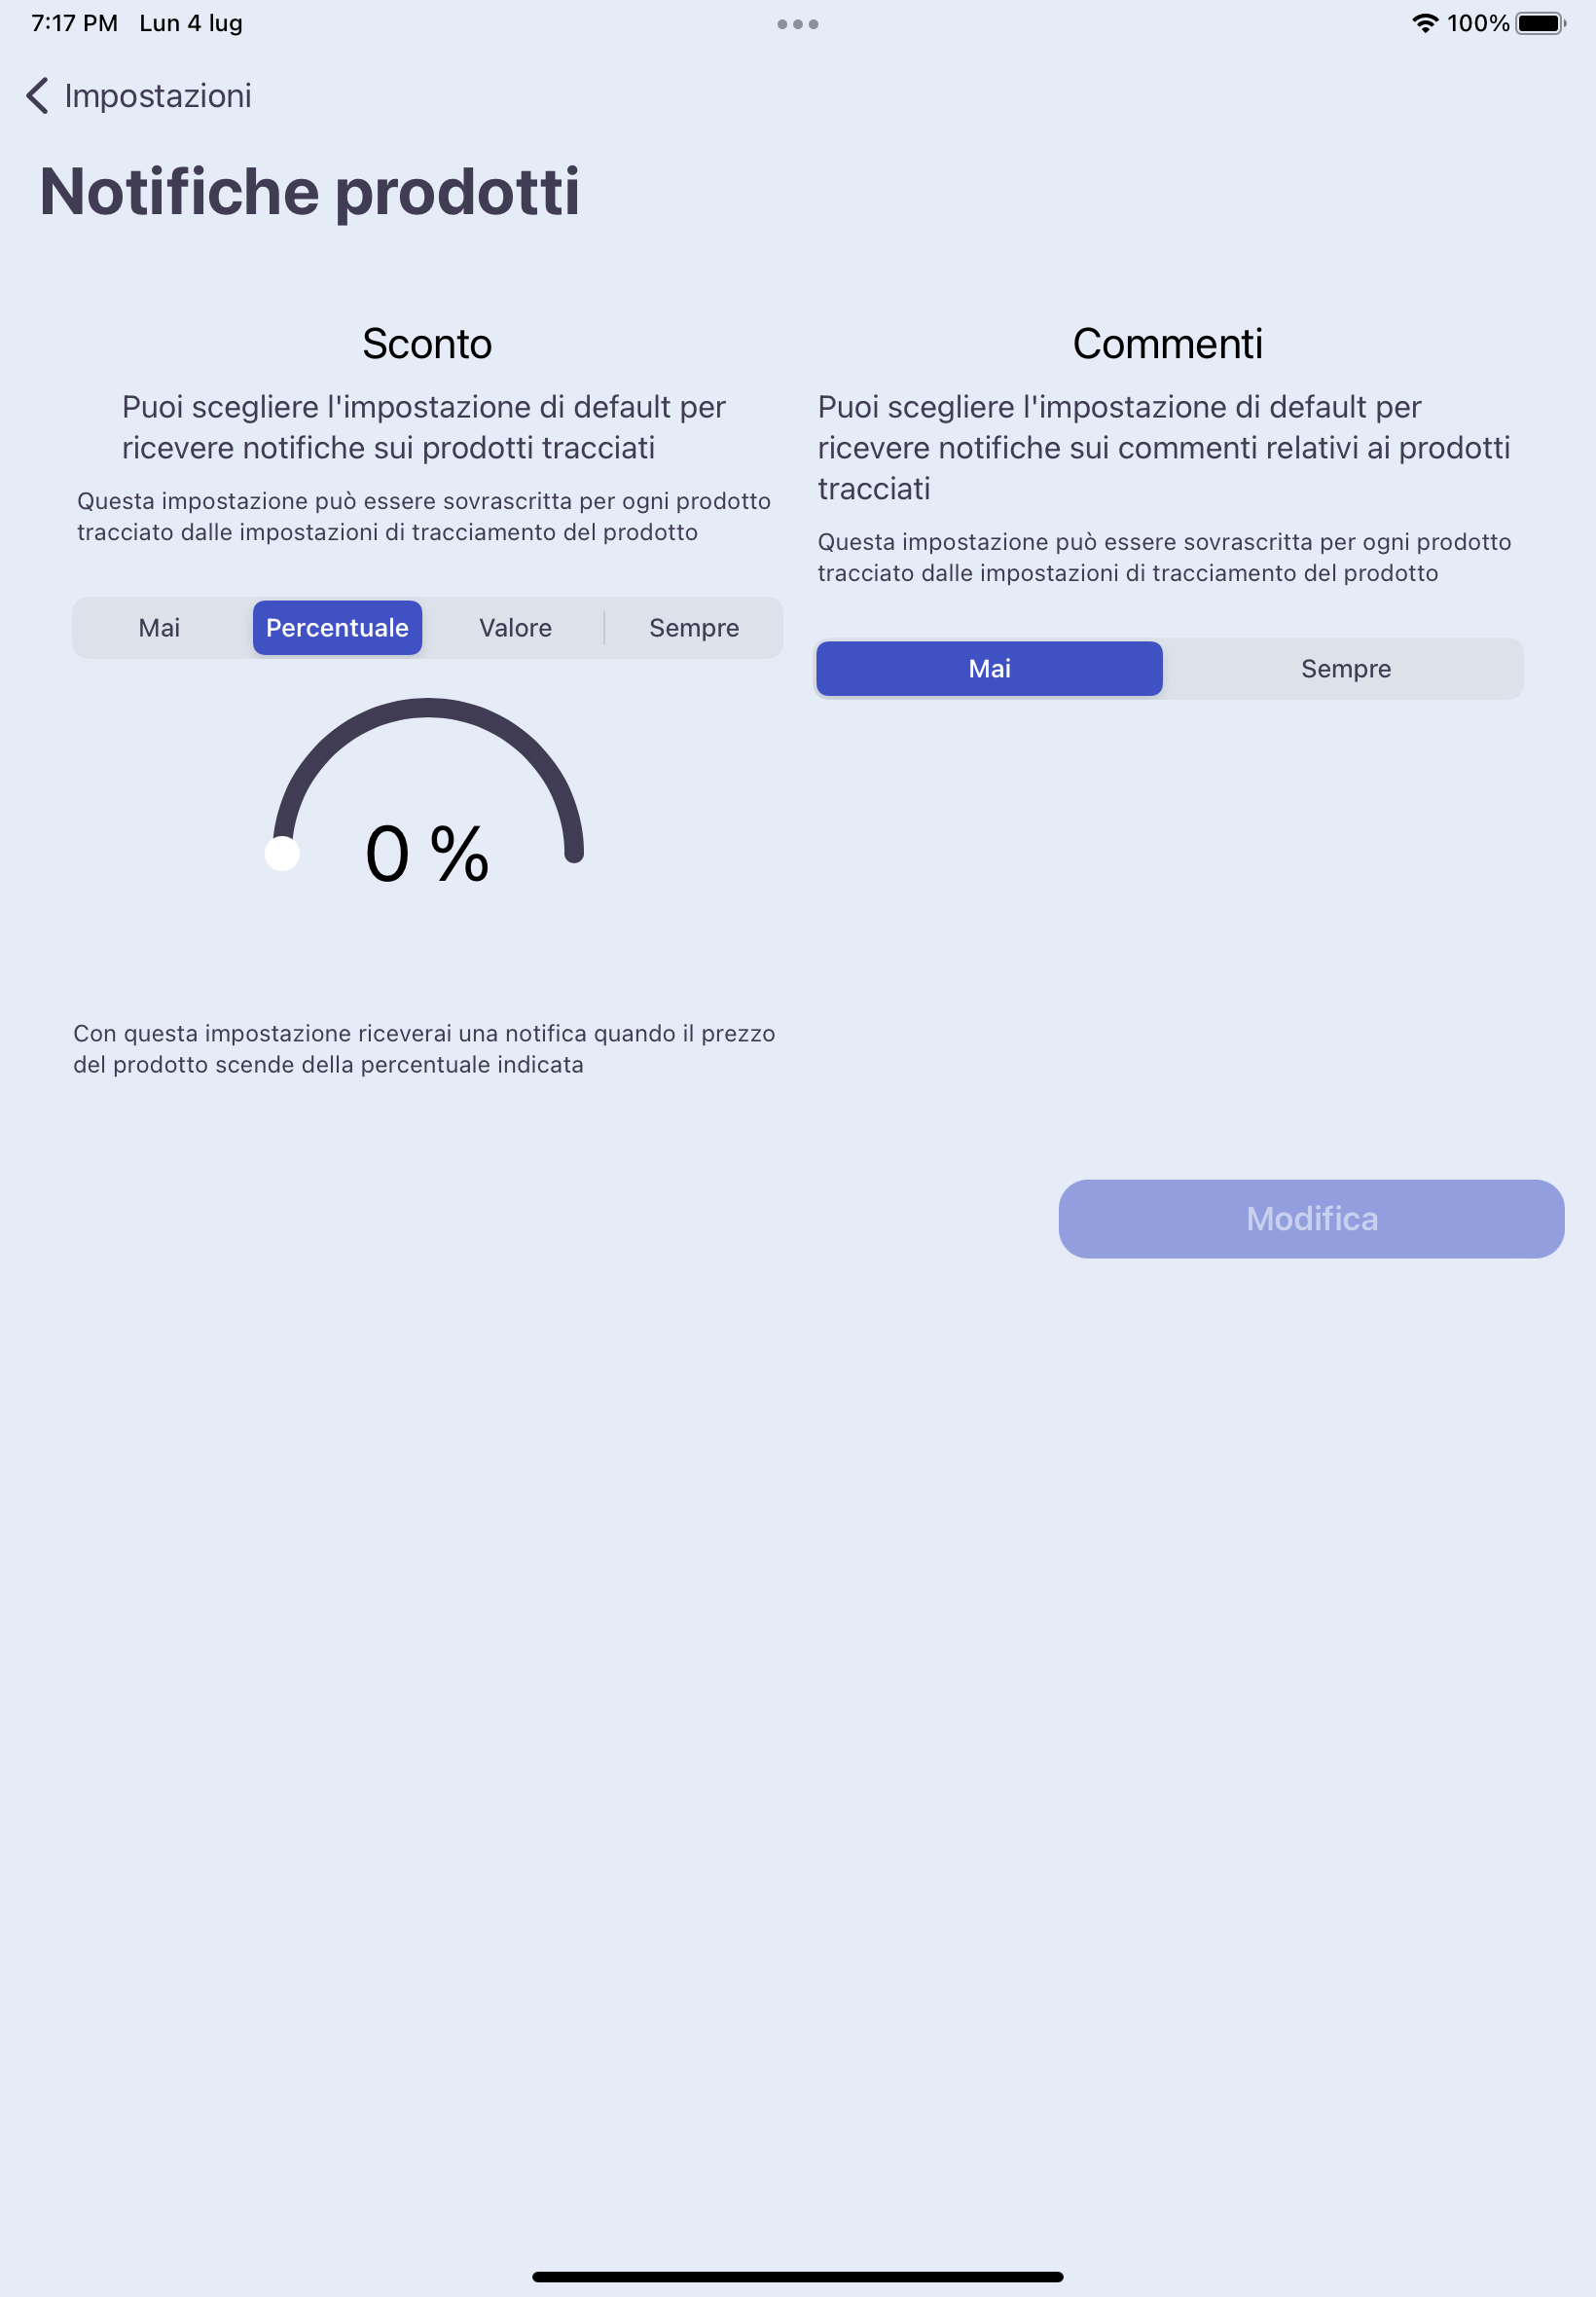 7:17 PM Lun 4 lug
100%
Impostazioni
Notifiche prodotti
Sconto
Puoi scegliere l'impostazione di default per
ricevere notifiche sui prodotti tracciati
Questa impostazione può essere sovrascritta per ogni prodotto
tracciato dalle impostazioni di tracciamento del prodotto
Mai Percentuale Valore Sempre
0 %
Con questa impostazione riceverai una notifica quando il prezzo
del prodotto scende della percentuale indicata
Commenti
Puoi scegliere l'impostazione di default per
ricevere notifiche sui commenti relativi ai prodotti
tracciati
Questa impostazione può essere sovrascritta per ogni prodotto
tracciato dalle impostazioni di tracciamento del prodotto
Mai Sempre
Modifica